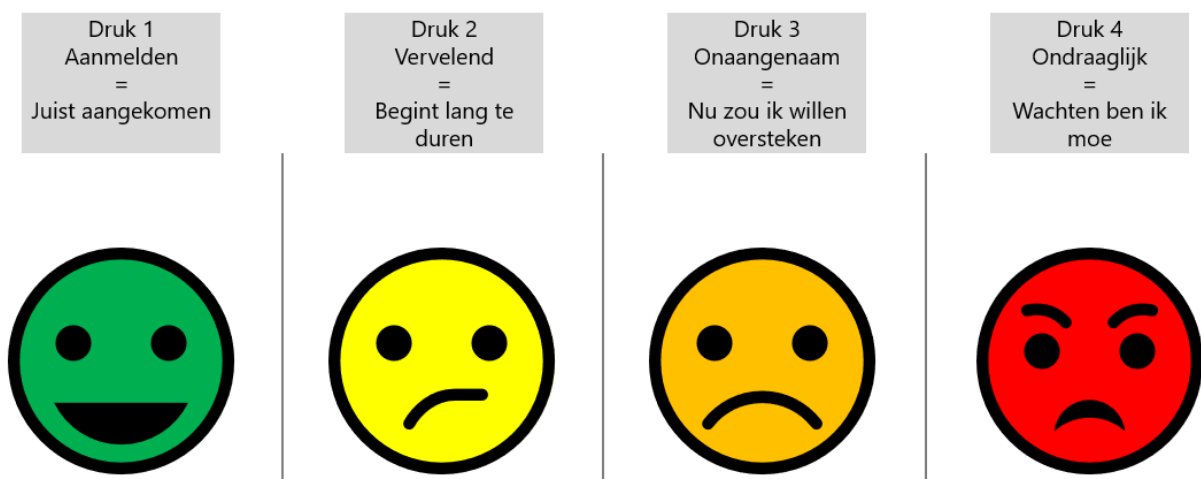 Druk 1
Aanmelden
=
Juist aangekomen
Druk 2
Vervelend
=
Begint lang te
duren
Druk 3
Onaangenaam
=
Nu zou ik willen
oversteken
Druk 4
Ondraaglijk
=
Wachten ben ik
moe